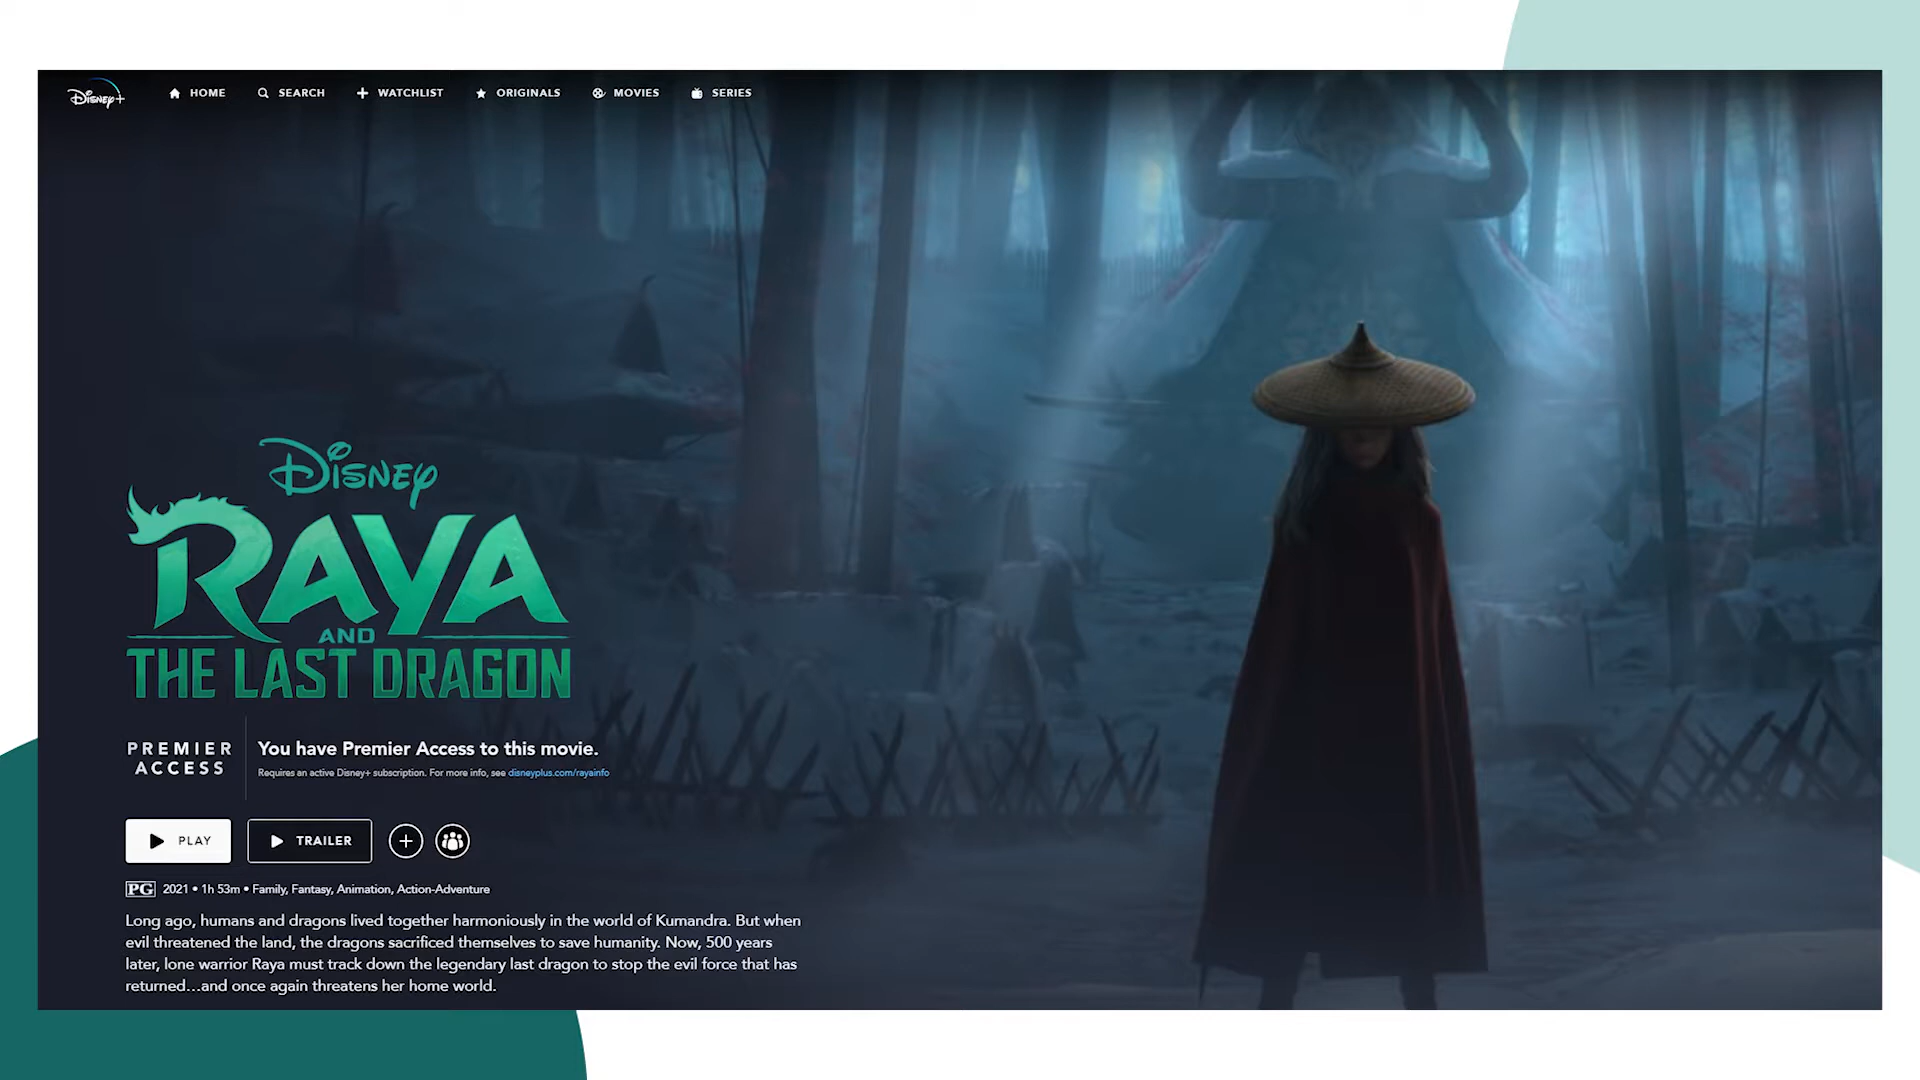 Disney+ HOME SEARCH WATCHLIST ORIGINALS MOVIES SERIES
Disney
RAYA
AND
THE LAST DRAGON
PREMIER
ACCESS
You have Premier Access to this movie.
Requires an active Disney+ subscription. For more info, see disneyplus.com/rayainfo
PLAY TRAILER
PG 2021 • 1h 53m • Family, Fantasy, Animation, Action-Adventure
Long ago, humans and dragons lived together harmoniously in the world of Kumandra. But when
evil threatened the land, the dragons sacrificed themselves to save humanity. Now, 500 years
later, lone warrior Raya must track down the legendary last dragon to stop the evil force that has
returned...and once again threatens her home world.